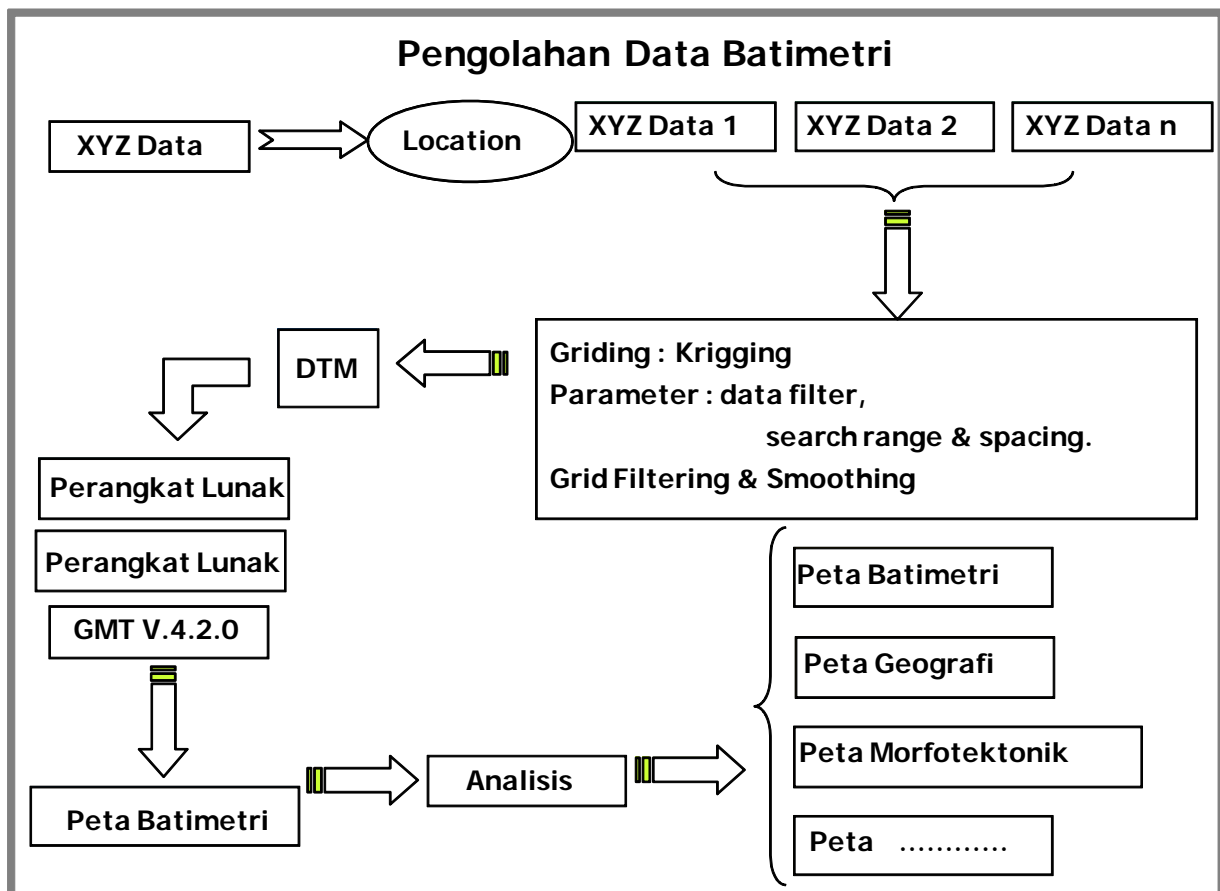 Pengolahan Data Batimetri
XYZ Data
Location
XYZ Data 1
XYZ Data 2
XYZ Data n
Griding : Krigging
Parameter : data filter,
search range & spacing.
Grid Filtering & Smoothing
DTM
Perangkat Lunak
Perangkat Lunak
GMT V.4.2.0
Peta Batimetri
Analisis
Peta Batimetri
Peta Geografi
Peta Morfotektonik
Peta ............